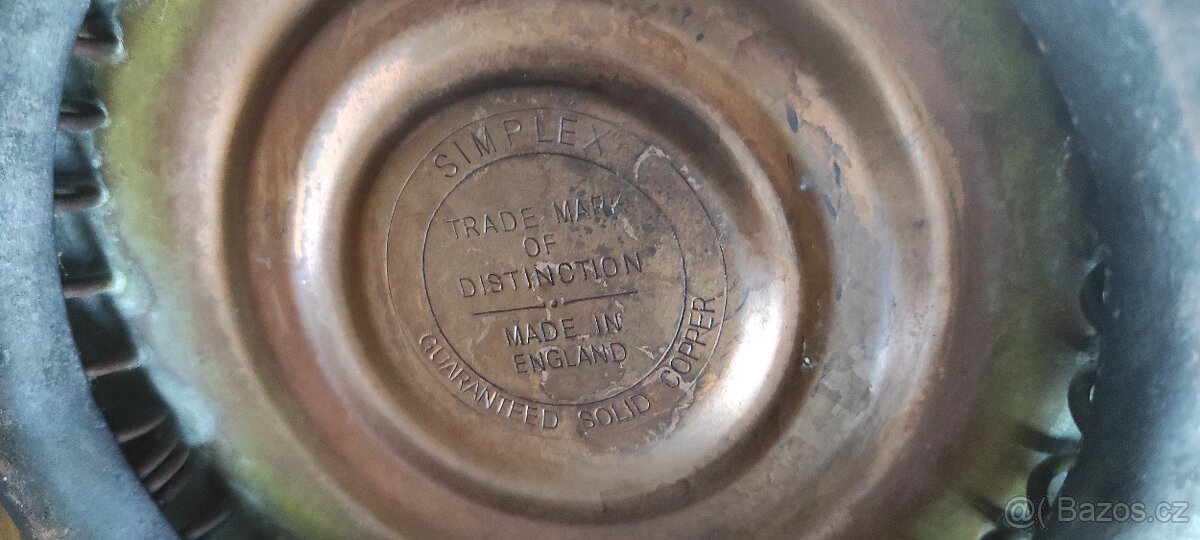 SIMPLEX
TRADE MARK
OF
DISTINCTION
MADE IN
ENGLAND
GUARANTEED SOLID COPPER
@( Bazos.cz